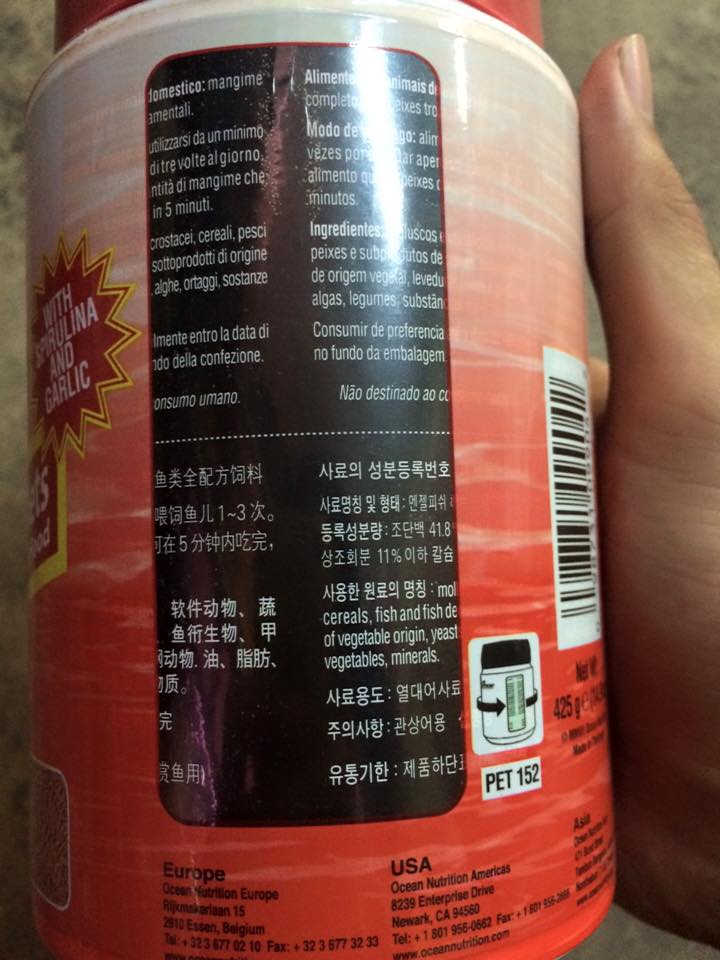 WITH
SPIRULINA
AND
GARLIC
domestico: mangime
amentali.
utilizzarsi da un minimo
di tre volte al giorno.
ntità di mangime che
in 5 minuti.
crostacei, cereali, pesci
sottoprodotti di origine
alghe, ortaggi, sostanze
lmente entro la data di
ndo della confezione.
onsumo umano.
completo peixes tro
Modo de alim
vezes por Dar apen
alimento peixes
minutos.
Ingredientes:
peixes e
de origem vegetal, levedu
algas, legumes, substân
Consumir de preferencia
no fundo da embalagem
Não destinado ao co
鱼类全配方饲料
喂饲鱼儿1~3次。
可在5分钟内吃完,
软件动物、蔬
鱼衍生物、甲
动物. 油、脂肪、
物质。
完
赏鱼用)
사료의 성분등록번호
사료명칭 및 형태 : 엔젤피쉬
등록성분량 : 조단백 41.8
상조회분 11%이하 칼슘
사용한 원료의 명칭 : mol
cereals, fish and fish de
of vegetable origin, yeast
vegetables, minerals.
사료용도 : 열대어사료
주의사항 : 관상어용
유통기한 : 제품하단표
PET 152
425 g
Europe
Ocean Nutrition Europe
Rijkmakerlaan 15
2910 Essen, Belgium
Tel: + 32 3 677 02 10 Fax: + 32 3 677 32 33
www.oceannutrition
USA
Ocean Nutrition Americas
8239 Enterprise Drive
Newark, CA 94560
Tel: + 1 801 956-0662 Fax: + 1 801 956-0666
www.oceannutrition.com
Asia